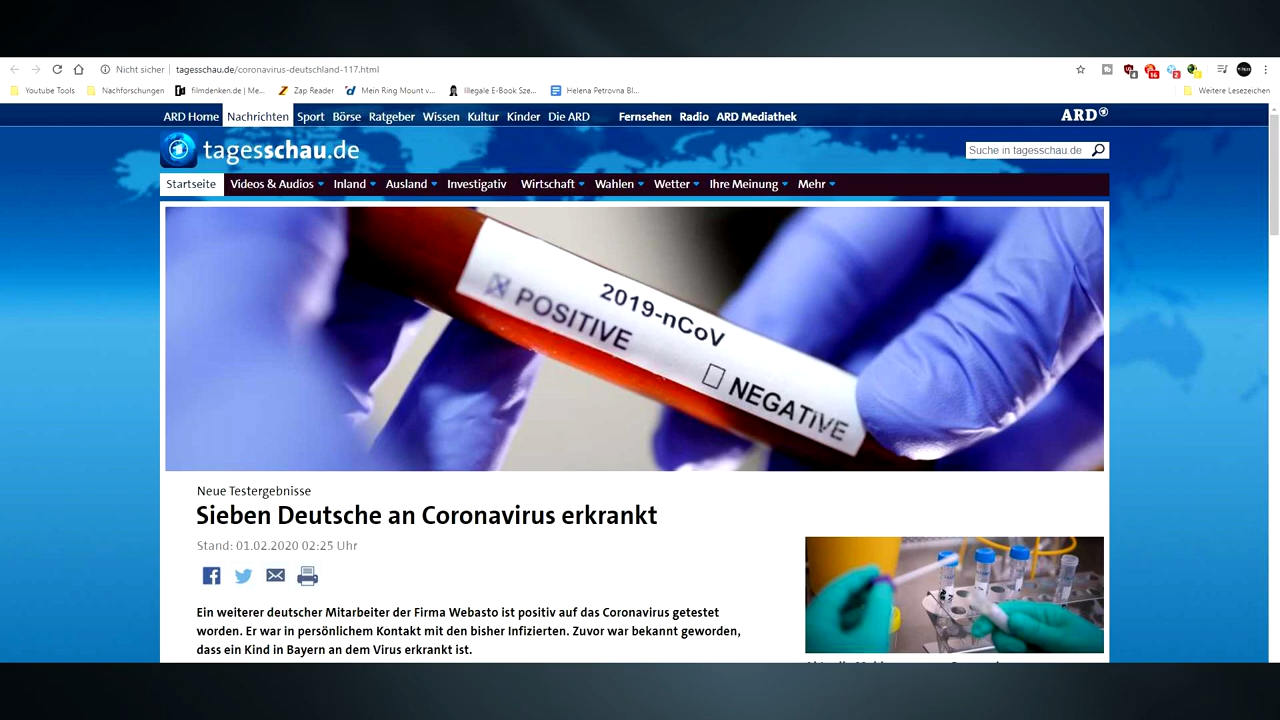 Nicht sicher | tagesschau.de/coronavirus-deutschland-117.html
4 16 2
Youtube Tools Nachforschungen filmdenken.de | Me... Zap Reader Mein Ring Mount v... Illegale E-Book Sze... Helena Petrovna Bl... Weitere Lesezeichen
ARD Home Nachrichten Sport Börse Ratgeber Wissen Kultur Kinder Die ARD Fernsehen Radio ARD Mediathek ARD
tagesschau.de Suche in tagesschau.de
Startseite Videos & Audios Inland Ausland Investigativ Wirtschaft Wahlen Wetter Ihre Meinung Mehr
2019-nCoV
POSITIVE
NEGATIVE
Neue Testergebnisse
Sieben Deutsche an Coronavirus erkrankt
Stand: 01.02.2020 02:25 Uhr
Ein weiterer deutscher Mitarbeiter der Firma Webasto ist positiv auf das Coronavirus getestet
worden. Er war in persönlichem Kontakt mit den bisher Infizierten. Zuvor war bekannt geworden,
dass ein Kind in Bayern an dem Virus erkrankt ist.